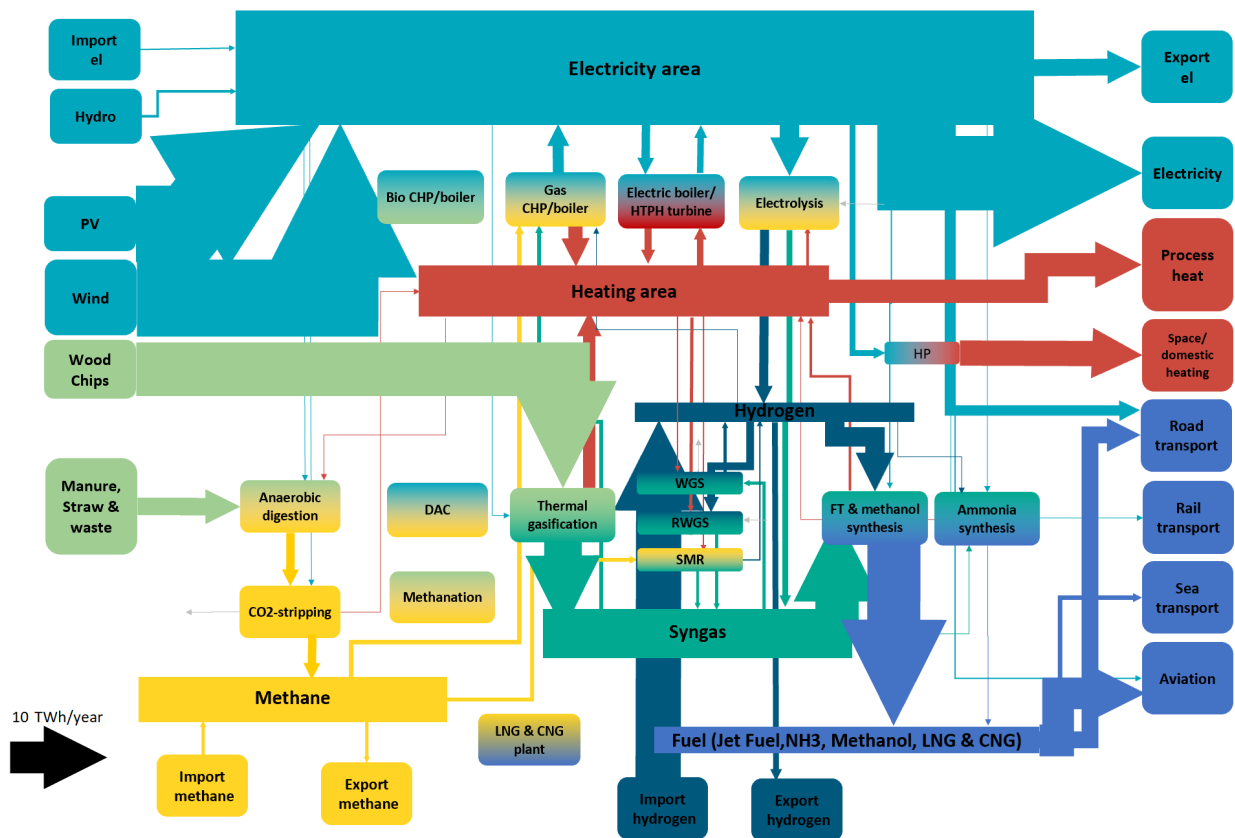 Import
el
Electricity area
Export
el
Hydro
Electricity
Bio CHP/boiler
Gas
CHP/boiler
Electric boiler/
HTPH turbine
Electrolysis
PV
Process
heat
Wind
Heating area
Wood
Chips
HP
Space/
domestic
heating
Hydrogen
Road
transport
Manure,
Straw &
waste
Anaerobic
digestion
DAC
Thermal
gasification
WGS
RWGS
SMR
FT & methanol
synthesis
Ammonia
synthesis
Rail
transport
CO2-stripping
Methanation
Sea
transport
Syngas
Aviation
Methane
10 TWh/year
LNG & CNG
plant
Fuel (Jet Fuel,NH3, Methanol, LNG & CNG)
Import
methane
Export
methane
Import
hydrogen
Export
hydrogen